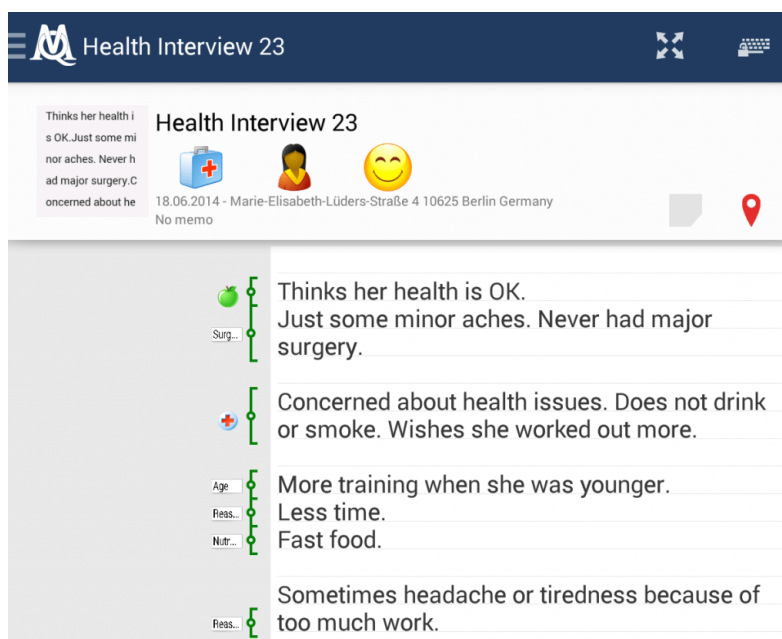 Health Interview 23
Thinks her health i
s OK.Just some mi
nor aches. Never h
ad major surgery.C
oncerned about he
Health Interview 23
18.06.2014 - Marie-Elisabeth-Lüders-Straße 4 10625 Berlin Germany
No memo
Thinks her health is OK.
Surg... Just some minor aches. Never had major
surgery.
Concerned about health issues. Does not drink
or smoke. Wishes she worked out more.
Age More training when she was younger.
Reas... Less time.
Nutr... Fast food.
Sometimes headache or tiredness because of
Reas... too much work.